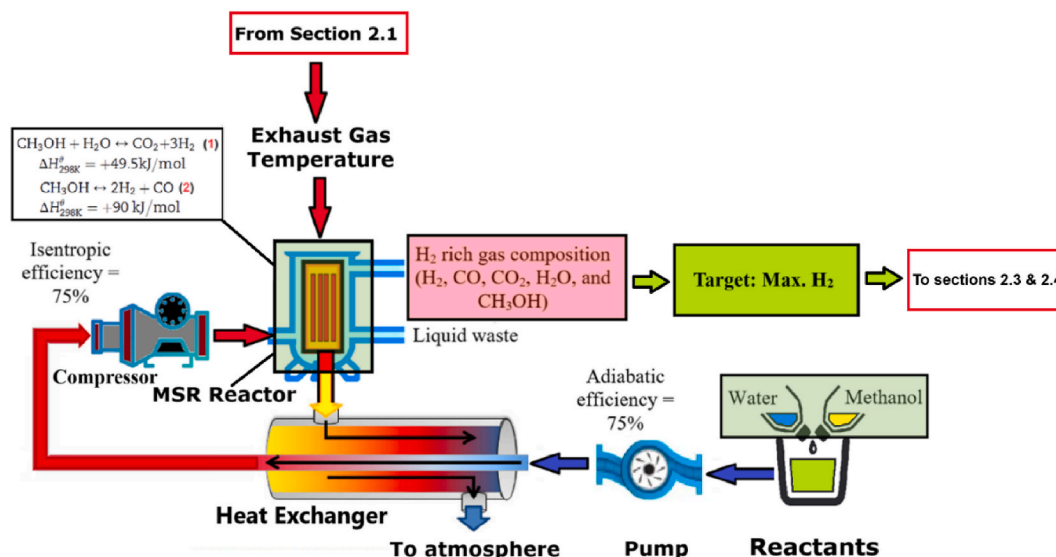 From Section 2.1
Exhaust Gas
Temperature
CH₃OH + H₂O ↔ CO₂+3H₂ (1)
ΔH^θ_298K = +49.5kJ/mol
CH₃OH ↔ 2H₂ + CO (2)
ΔH^θ_298K = +90 kJ/mol
Isentropic
efficiency =
75%
Compressor
MSR Reactor
H₂ rich gas composition
(H₂, CO, CO₂, H₂O, and
CH₃OH)
Target: Max. H₂
To sections 2.3 & 2.4
Liquid waste
Adiabatic
efficiency =
75%
Water
Methanol
Heat Exchanger
To atmosphere
Pump
Reactants